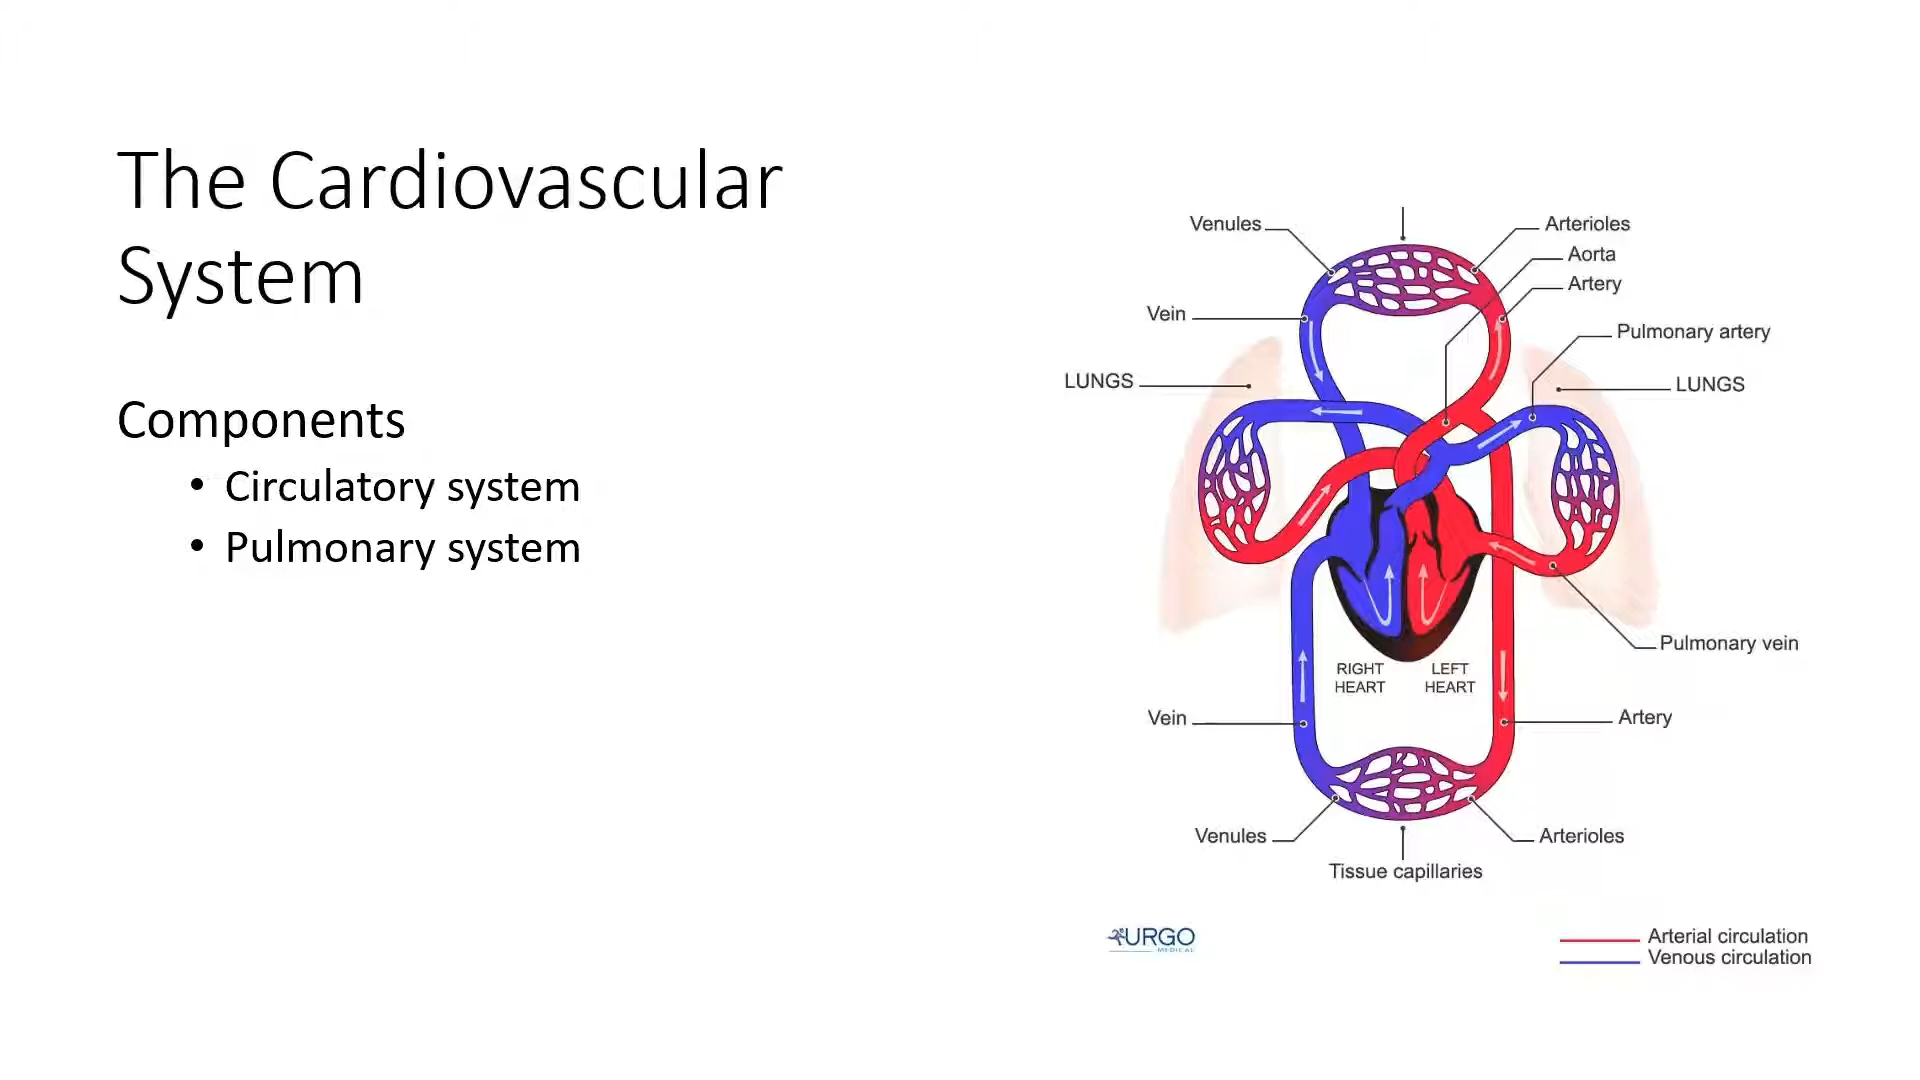 The Cardiovascular
System
Components
• Circulatory system
• Pulmonary system
Venules
Arterioles
Aorta
Artery
Vein
Pulmonary artery
LUNGS
LUNGS
Pulmonary vein
RIGHT
HEART
LEFT
HEART
Vein
Artery
Venules
Arterioles
Tissue capillaries
URGO
MEDICAL
Arterial circulation
Venous circulation